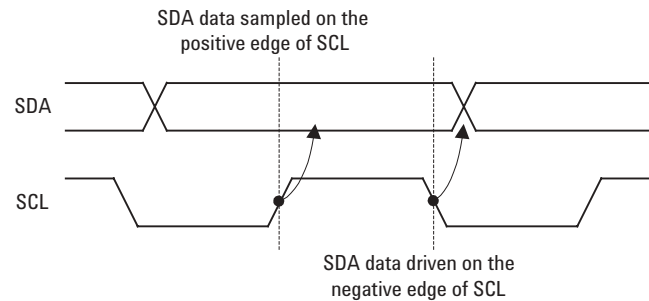 SDA data sampled on the
positive edge of SCL
SDA
SCL
SDA data driven on the
negative edge of SCL